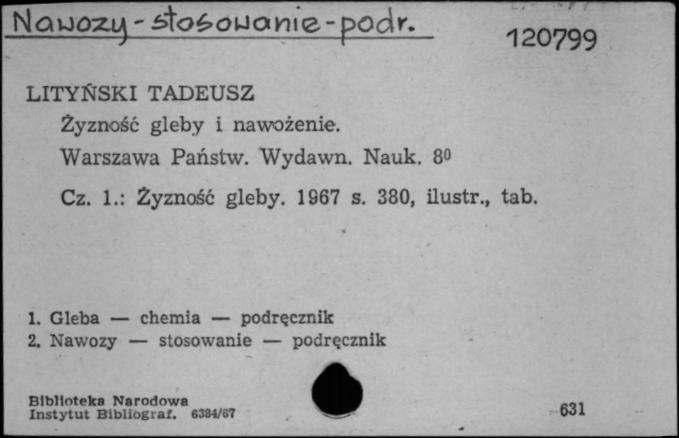 Nawozy - stosowanie - podr.
120799
LITYŃSKI TADEUSZ
Żyzność gleby i nawożenie.
Warszawa Państw. Wydawn. Nauk. 8⁰
Cz. 1.: Żyzność gleby. 1967 s. 380, ilustr., tab.
1. Gleba — chemia — podręcznik
2. Nawozy — stosowanie — podręcznik
Biblioteka Narodowa
Instytut Bibliograf. 6384/67
631